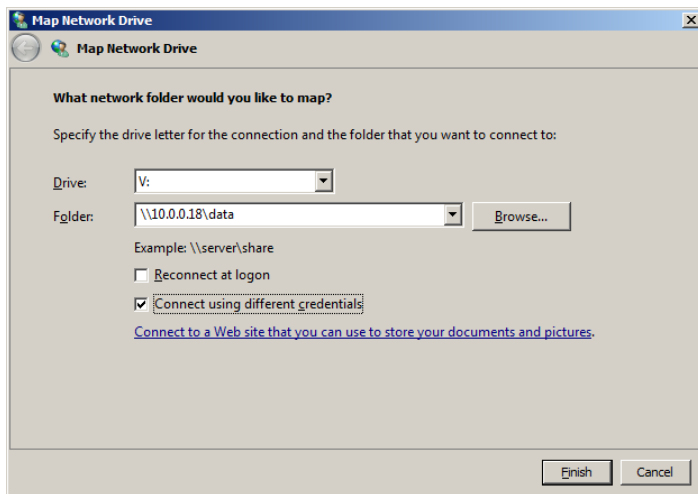 Map Network Drive
Map Network Drive
What network folder would you like to map?
Specify the drive letter for the connection and the folder that you want to connect to:
Drive: V:
Folder: \\10.0.0.18\data Browse...
Example: \\server\share
Reconnect at logon
Connect using different credentials
Connect to a Web site that you can use to store your documents and pictures.
Finish Cancel